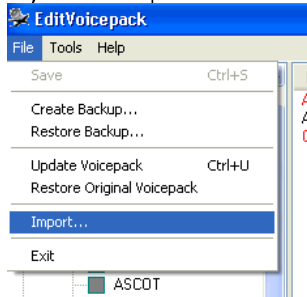 EditVoicepack
File Tools Help
Save Ctrl+S
Create Backup...
Restore Backup...
Update Voicepack Ctrl+U
Restore Original Voicepack
Import...
Exit
ASCOT